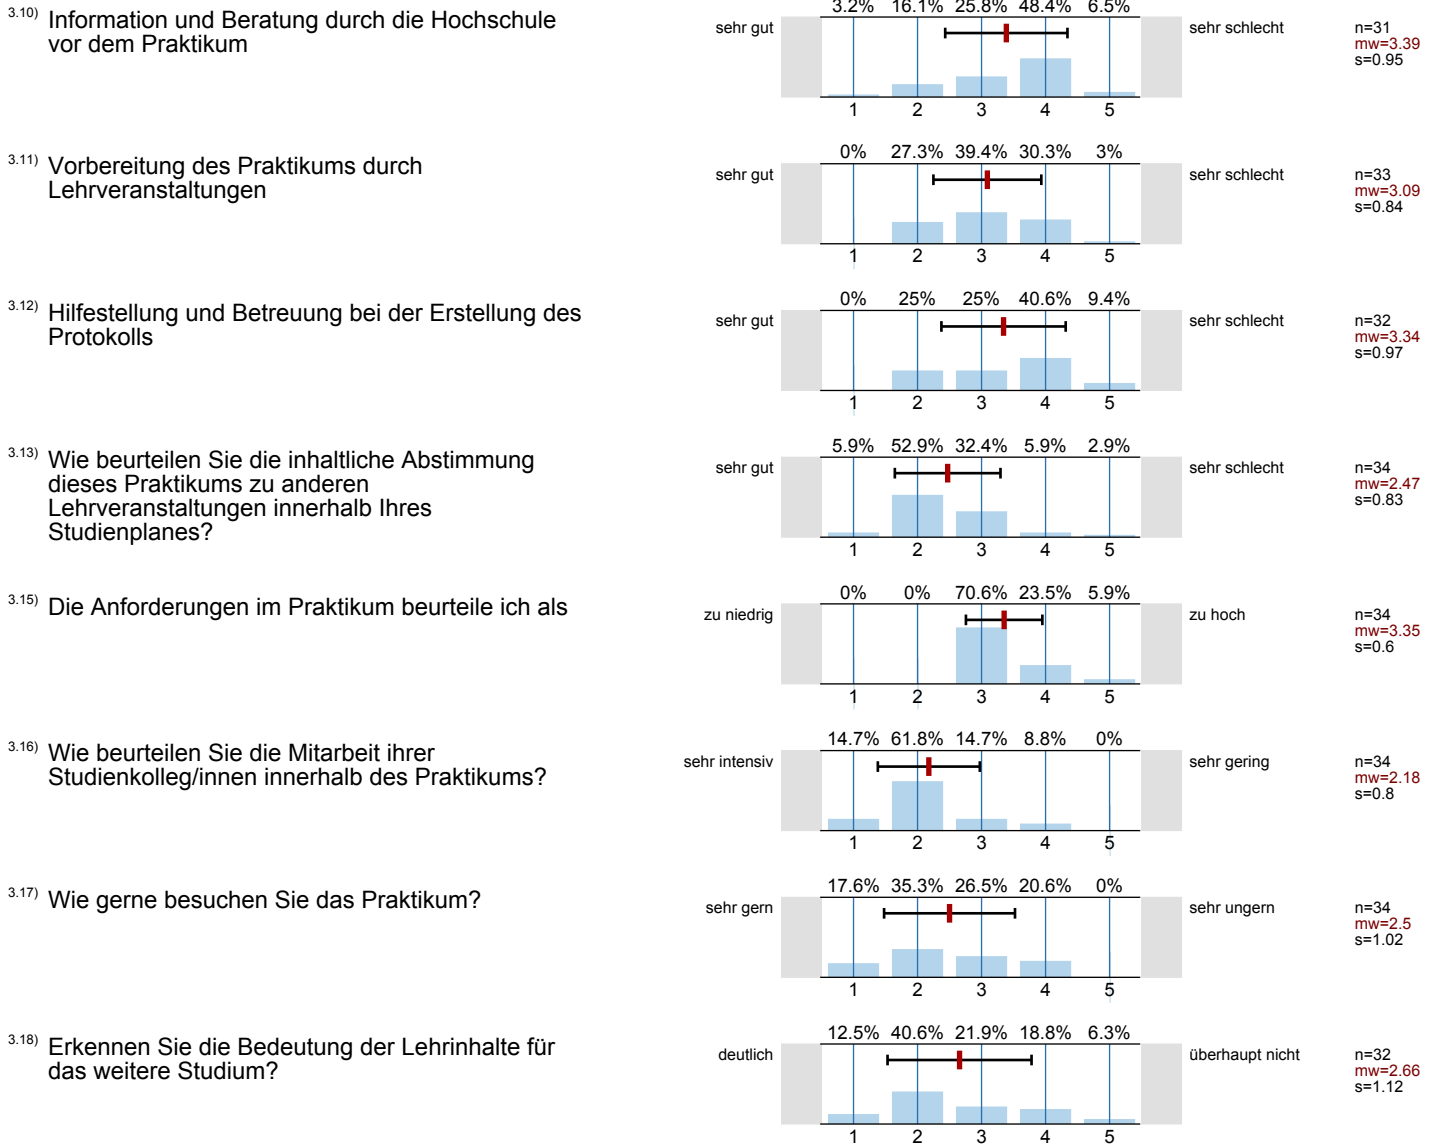 3.10) Information und Beratung durch die Hochschule
vor dem Praktikum
3.2% 16.1% 25.8% 48.4% 6.5%
sehr gut sehr schlecht
n=31
mw=3.39
s=0.95
1 2 3 4 5
3.11) Vorbereitung des Praktikums durch
Lehrveranstaltungen
0% 27.3% 39.4% 30.3% 3%
sehr gut sehr schlecht
n=33
mw=3.09
s=0.84
1 2 3 4 5
3.12) Hilfestellung und Betreuung bei der Erstellung des
Protokolls
0% 25% 25% 40.6% 9.4%
sehr gut sehr schlecht
n=32
mw=3.34
s=0.97
1 2 3 4 5
3.13) Wie beurteilen Sie die inhaltliche Abstimmung
dieses Praktikums zu anderen
Lehrveranstaltungen innerhalb Ihres
Studienplanes?
5.9% 52.9% 32.4% 5.9% 2.9%
sehr gut sehr schlecht
n=34
mw=2.47
s=0.83
1 2 3 4 5
3.15) Die Anforderungen im Praktikum beurteile ich als
0% 0% 70.6% 23.5% 5.9%
zu niedrig zu hoch
n=34
mw=3.35
s=0.6
1 2 3 4 5
3.16) Wie beurteilen Sie die Mitarbeit ihrer
Studienkolleg/innen innerhalb des Praktikums?
14.7% 61.8% 14.7% 8.8% 0%
sehr intensiv sehr gering
n=34
mw=2.18
s=0.8
1 2 3 4 5
3.17) Wie gerne besuchen Sie das Praktikum?
17.6% 35.3% 26.5% 20.6% 0%
sehr gern sehr ungern
n=34
mw=2.5
s=1.02
1 2 3 4 5
3.18) Erkennen Sie die Bedeutung der Lehrinhalte für
das weitere Studium?
12.5% 40.6% 21.9% 18.8% 6.3%
deutlich überhaupt nicht
n=32
mw=2.66
s=1.12
1 2 3 4 5